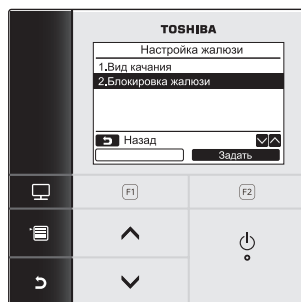 TOSHIBA
Настройка жалюзи
1.Вид качания
2.Блокировка жалюзи
Назад
Задать
F1
F2